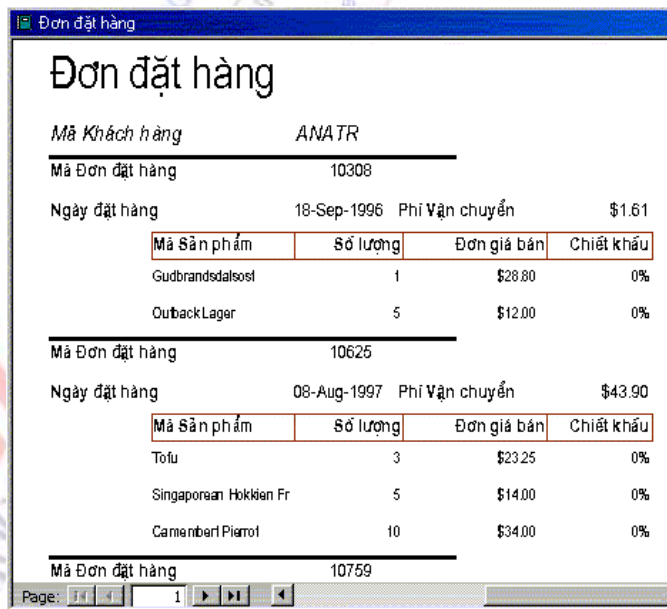 Đơn đặt hàng
Đơn đặt hàng
Mã Khách hàng ANATR
Mã Đơn đặt hàng 10308
Ngày đặt hàng 18-Sep-1996 Phí Vận chuyển $1.61
Mã Sản phẩm Số lượng Đơn giá bán Chiết khấu
Gudbrandsdalsost 1 $28.80 0%
Outback Lager 5 $12.00 0%
Mã Đơn đặt hàng 10625
Ngày đặt hàng 08-Aug-1997 Phí Vận chuyển $43.90
Mã Sản phẩm Số lượng Đơn giá bán Chiết khấu
Tofu 3 $23.25 0%
Singaporean Hokkien Fr 5 $14.00 0%
Camembert Pierrot 10 $34.00 0%
Mã Đơn đặt hàng 10759
Page: 1